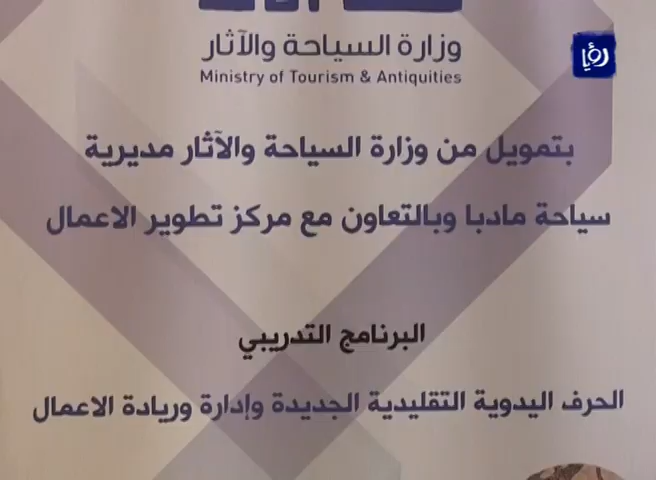 وزارة السياحة والآثار
Ministry of Tourism & Antiquities
رؤيا
بتمويل من وزارة السياحة والآثار مديرية
سياحة مادبا وبالتعاون مع مركز تطوير الاعمال
البرنامج التدريبي
الحرف اليدوية التقليدية الجديدة وإدارة وريادة الاعمال